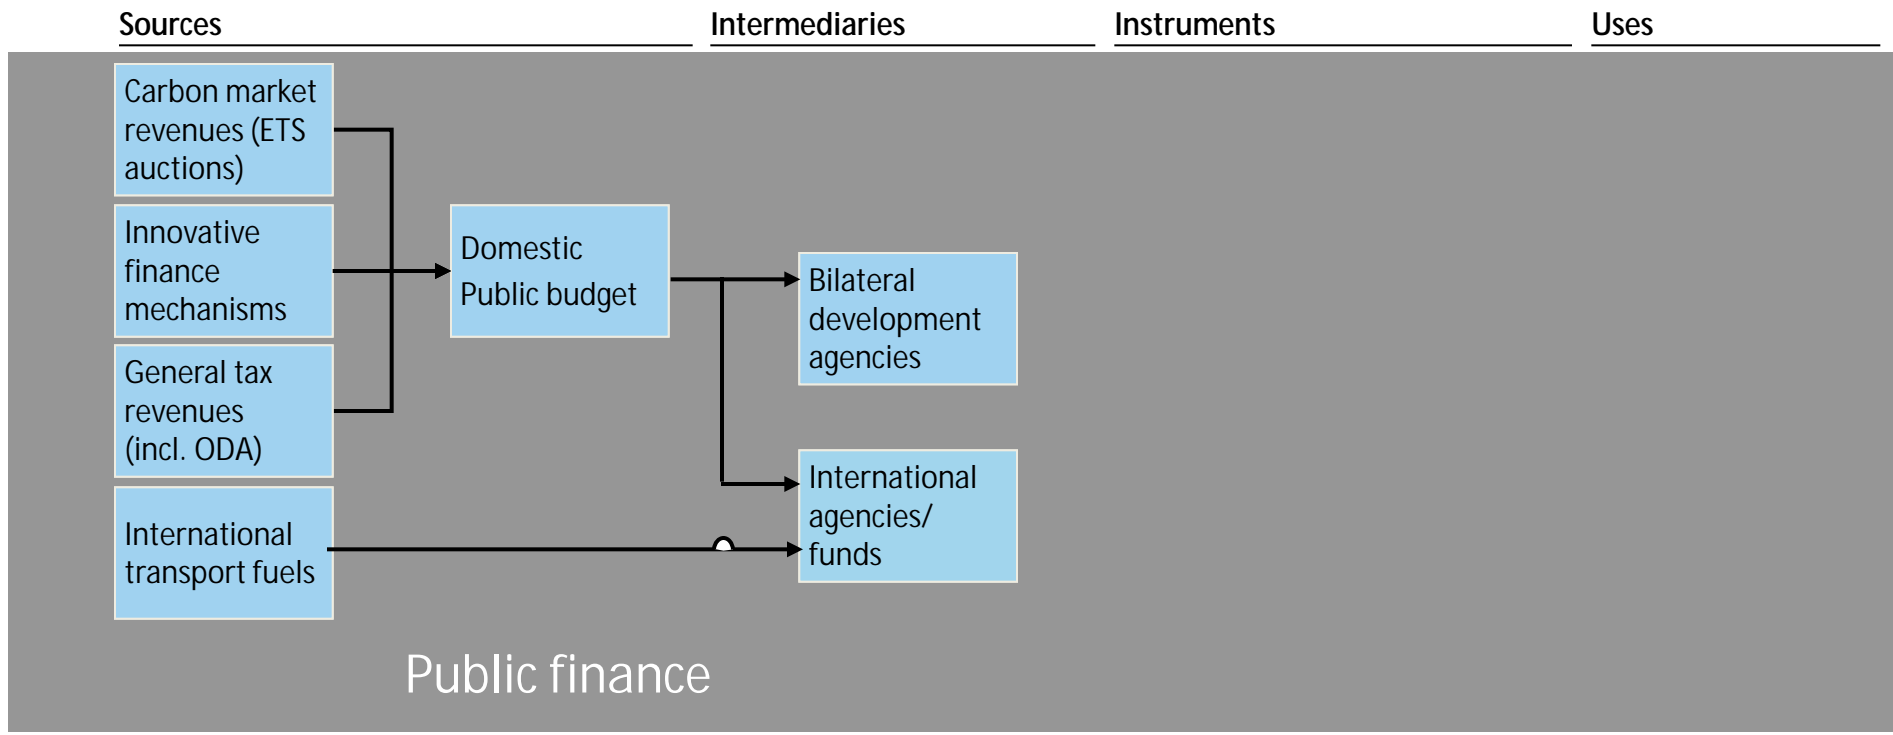 Sources
Intermediaries
Instruments
Uses
Carbon market
revenues (ETS
auctions)
Innovative
finance
mechanisms
General tax
revenues
(incl. ODA)
International
transport fuels
Domestic
Public budget
Bilateral
development
agencies
International
agencies/
funds
Public finance